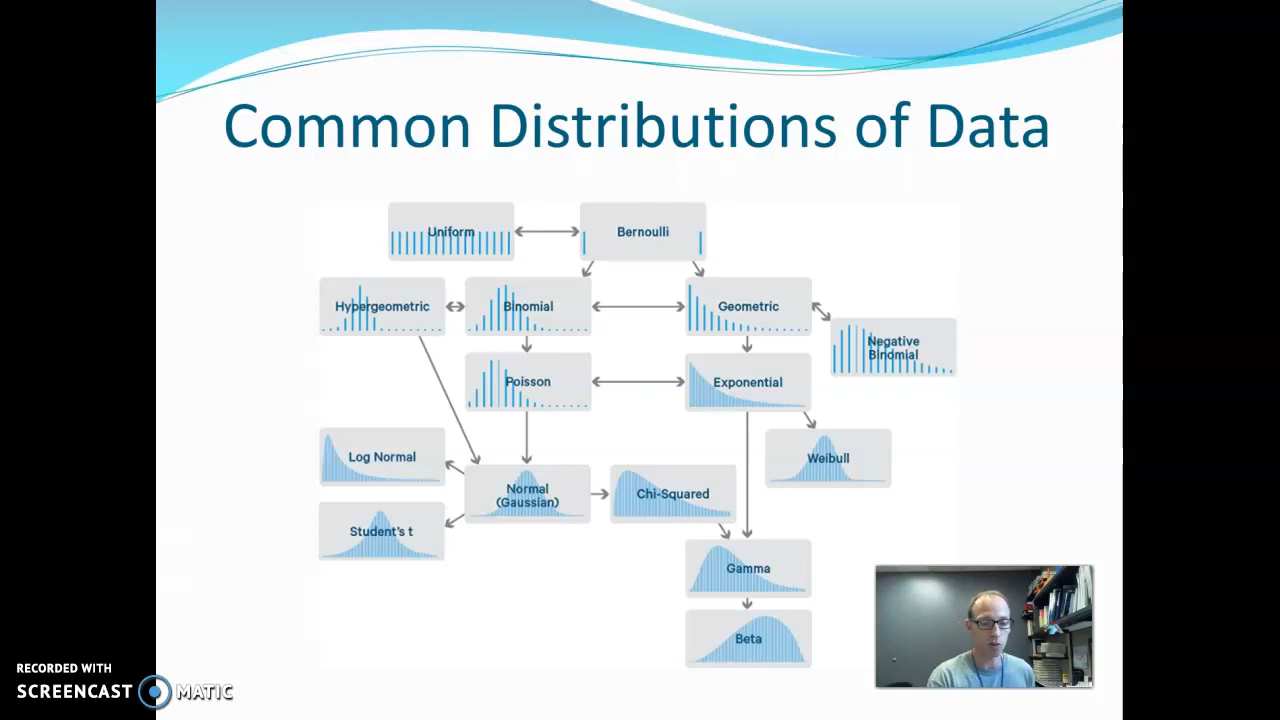 Common Distributions of Data
Uniform
Bernoulli
Hypergeometric
Binomial
Geometric
Negative
Binomial
Poisson
Exponential
Log Normal
Normal
(Gaussian)
Chi-Squared
Weibull
Student's t
Gamma
Beta
RECORDED WITH
SCREENCAST MATIC